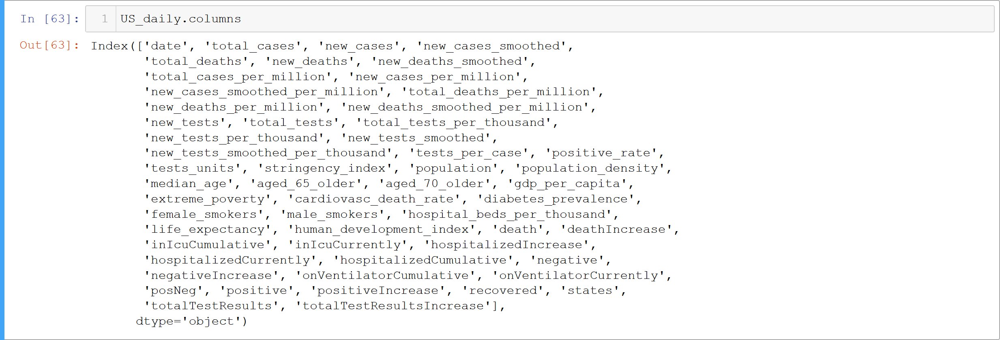 In [63]: 1 US_daily.columns
Out[63]: Index(['date', 'total_cases', 'new_cases', 'new_cases_smoothed',
'total_deaths', 'new_deaths', 'new_deaths_smoothed',
'total_cases_per_million', 'new_cases_per_million',
'new_cases_smoothed_per_million', 'total_deaths_per_million',
'new_deaths_per_million', 'new_deaths_smoothed_per_million',
'new_tests', 'total_tests', 'total_tests_per_thousand',
'new_tests_per_thousand', 'new_tests_smoothed',
'new_tests_smoothed_per_thousand', 'tests_per_case', 'positive_rate',
'tests_units', 'stringency_index', 'population', 'population_density',
'median_age', 'aged_65_older', 'aged_70_older', 'gdp_per_capita',
'extreme_poverty', 'cardiovasc_death_rate', 'diabetes_prevalence',
'female_smokers', 'male_smokers', 'hospital_beds_per_thousand',
'life_expectancy', 'human_development_index', 'death', 'deathIncrease',
'inIcuCumulative', 'inIcuCurrently', 'hospitalizedIncrease',
'hospitalizedCurrently', 'hospitalizedCumulative', 'negative',
'negativeIncrease', 'onVentilatorCumulative', 'onVentilatorCurrently',
'posNeg', 'positive', 'positiveIncrease', 'recovered', 'states',
'totalTestResults', 'totalTestResultsIncrease'],
dtype='object')